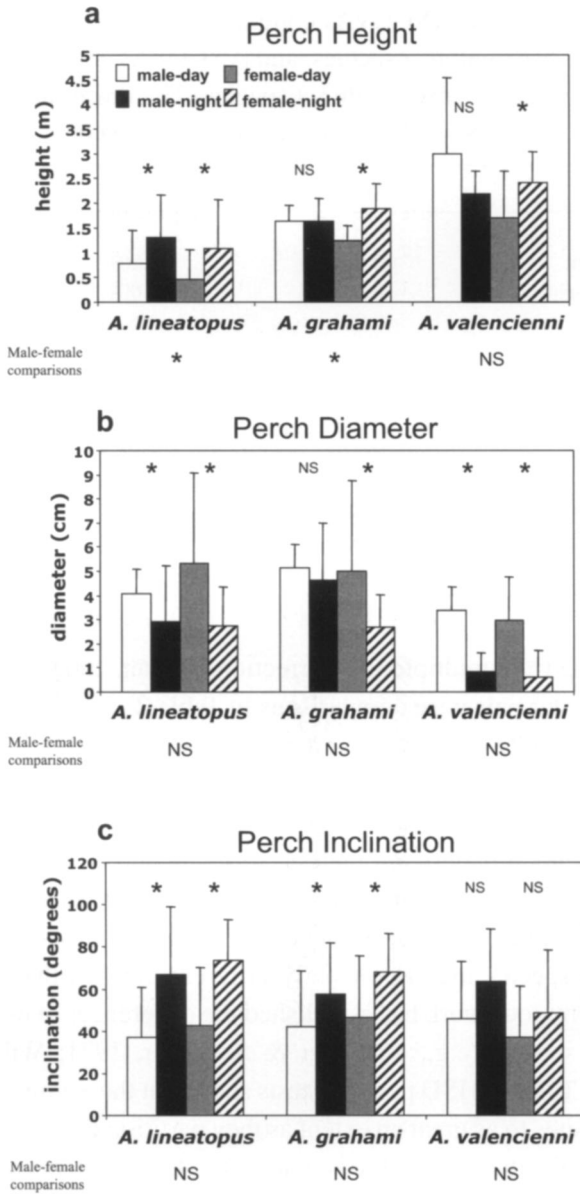 a
Perch Height
5
4.5
4
3.5
3
2.5
2
1.5
1
0.5
0
height (m)
male-day female-day
male-night female-night
* * NS * NS *
A. lineatopus A. grahami A. valencienni
Male-female
comparisons
* * NS
b
Perch Diameter
10
9
8
7
6
5
4
3
2
1
0
diameter (cm)
* * NS * * *
A. lineatopus A. grahami A. valencienni
Male-female
comparisons
NS NS NS
c
Perch Inclination
120
100
80
60
40
20
0
inclination (degrees)
* * * * NS NS
A. lineatopus A. grahami A. valencienni
Male-female
comparisons
NS NS NS